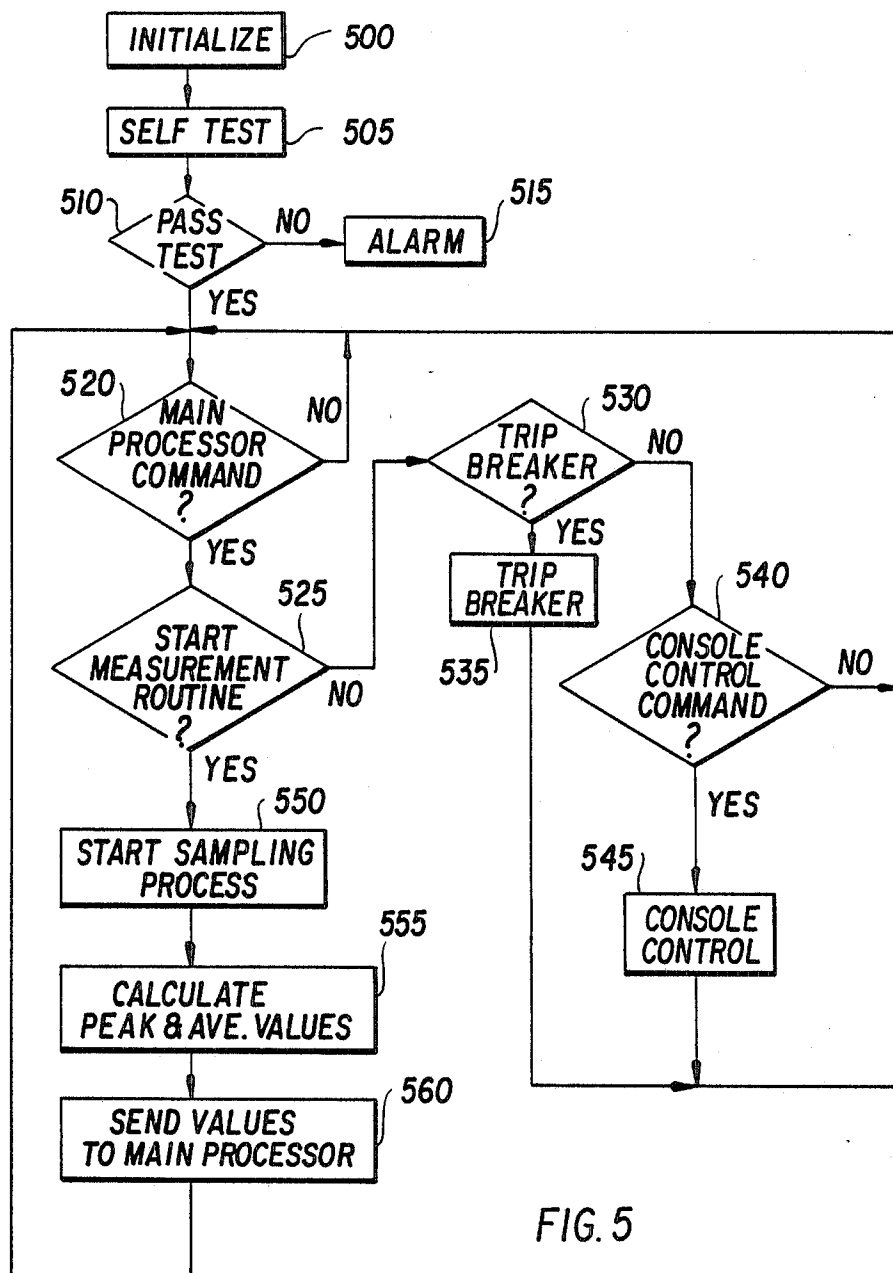 INITIALIZE
500
SELF TEST
505
510
PASS
TEST
NO
ALARM
515
YES
520
MAIN
PROCESSOR
COMMAND
?
NO
YES
525
START
MEASUREMENT
ROUTINE
?
NO
YES
530
TRIP
BREAKER
?
NO
YES
TRIP
BREAKER
535
540
CONSOLE
CONTROL
COMMAND
?
NO
YES
545
CONSOLE
CONTROL
550
START SAMPLING
PROCESS
555
CALCULATE
PEAK & AVE. VALUES
560
SEND VALUES
TO MAIN PROCESSOR
FIG. 5